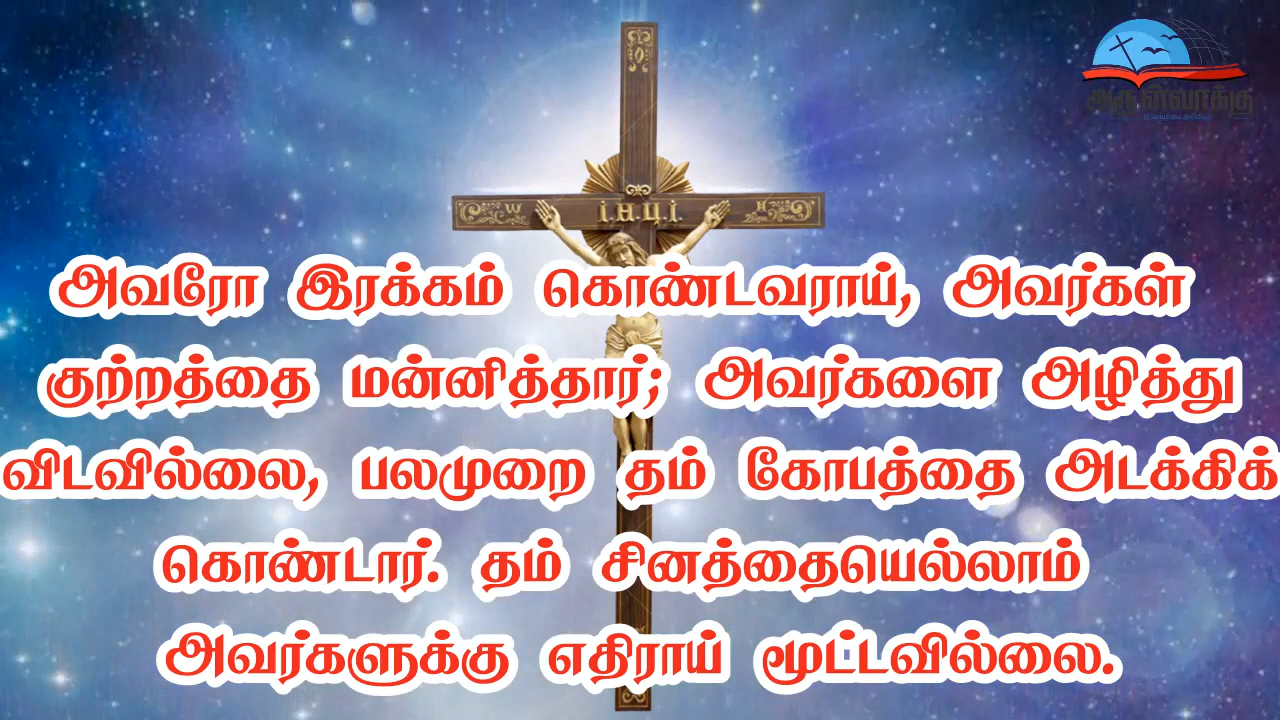 அருள்வாக்கு
І.Н.Ц.І.
அவரோ இரக்கம் கொண்டவராய், அவர்கள்
குற்றத்தை மன்னித்தார்; அவர்களை அழித்து
விடவில்லை, பலமுறை தம் கோபத்தை அடக்கிக்
கொண்டார். தம் சினத்தையெல்லாம்
அவர்களுக்கு எதிராய் மூட்டவில்லை.